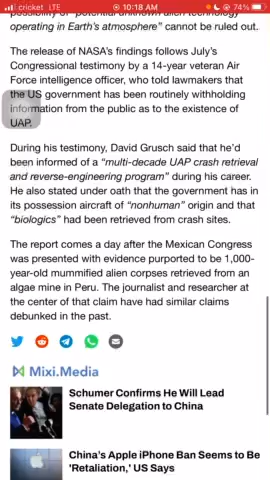 cricket LTE 10:18 AM 74%
possibility of "potential unknown alien technology
operating in Earth's atmosphere" cannot be ruled out.
The release of NASA's findings follows July's
Congressional testimony by a 14-year veteran Air
Force intelligence officer, who told lawmakers that
the US government has been routinely withholding
information from the public as to the existence of
UAP.
During his testimony, David Grusch said that he'd
been informed of a "multi-decade UAP crash retrieval
and reverse-engineering program" during his career.
He also stated under oath that the government has in
its possession aircraft of "nonhuman" origin and that
"biologics" had been retrieved from crash sites.
The report comes a day after the Mexican Congress
was presented with evidence purported to be 1,000-
year-old mummified alien corpses retrieved from an
algae mine in Peru. The journalist and researcher at
the center of that claim have had similar claims
debunked in the past.
Mixi.Media
Schumer Confirms He Will Lead
Senate Delegation to China
China's Apple iPhone Ban Seems to Be
'Retaliation,' US Says